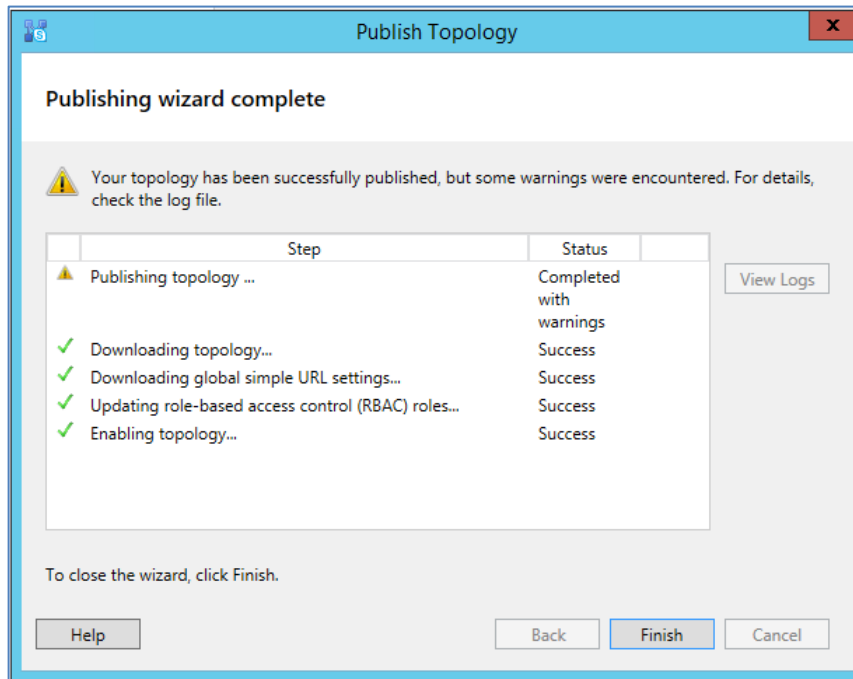 Publish Topology
x
Publishing wizard complete
Your topology has been successfully published, but some warnings were encountered. For details,
check the log file.
Step Status
Publishing topology ... Completed
with
warnings
View Logs
Downloading topology... Success
Downloading global simple URL settings... Success
Updating role-based access control (RBAC) roles... Success
Enabling topology... Success
To close the wizard, click Finish.
Help Back Finish Cancel